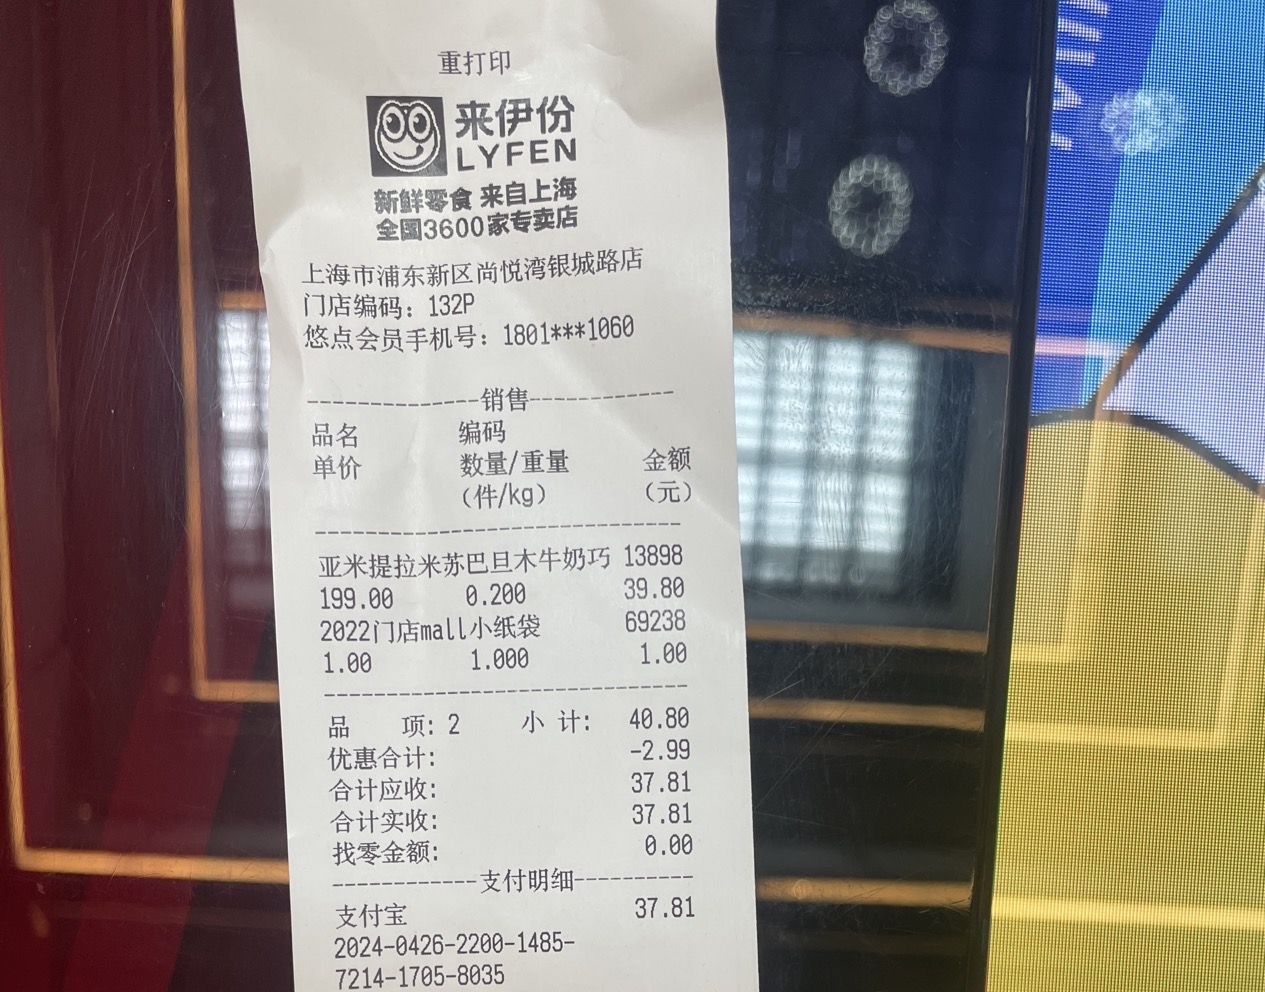 重打印
来伊份
LYFEN
新鲜零食 来自上海
全国3600家专卖店
上海市浦东新区尚悦湾银城路店
门店编码: 132P
悠点会员手机号: 1801***1060
--------------销售------------
品名 编码
单价 数量/重量 金额
(件/kg) (元)
------------------------------
亚米提拉米苏巴旦木牛奶巧 13898
199.00 0.200 39.80
2022门店mall小纸袋 69238
1.00 1.000 1.00
------------------------------
品 项: 2 小 计: 40.80
优惠合计: -2.99
合计应收: 37.81
合计实收: 37.81
找零金额: 0.00
------------支付明细----------
支付宝 37.81
2024-0426-2200-1485-
7214-1705-8035